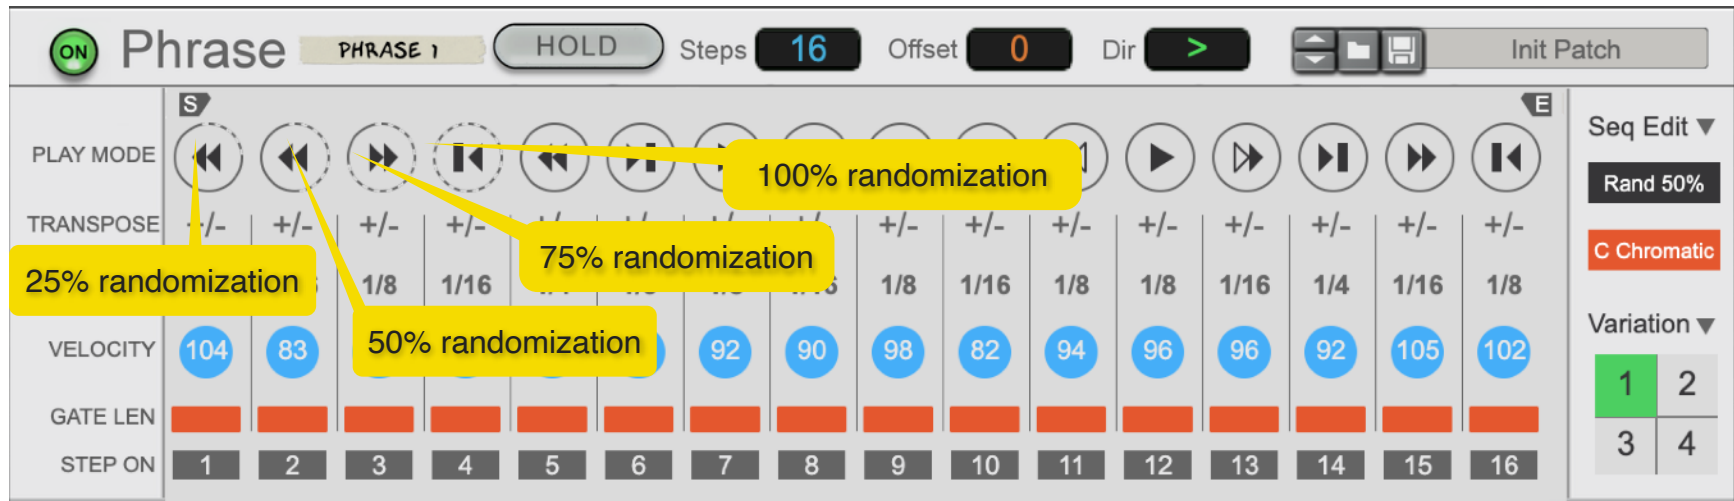 ON Phrase PHRASE 1 HOLD Steps 16 Offset 0 Dir > Init Patch
S E
PLAY MODE
100% randomization
Seq Edit
Rand 50%
TRANSPOSE +/- +/- +/- +/- +/- +/- +/- +/- +/- +/- +/- +/- +/- +/-
C Chromatic
25% randomization
75% randomization
1/8 1/16 1/8 1/16 1/8 1/8 1/16 1/4 1/16 1/8
50% randomization
Variation
VELOCITY 104 83 92 90 98 82 94 96 96 92 105 102
1 2
3 4
GATE LEN
STEP ON 1 2 3 4 5 6 7 8 9 10 11 12 13 14 15 16